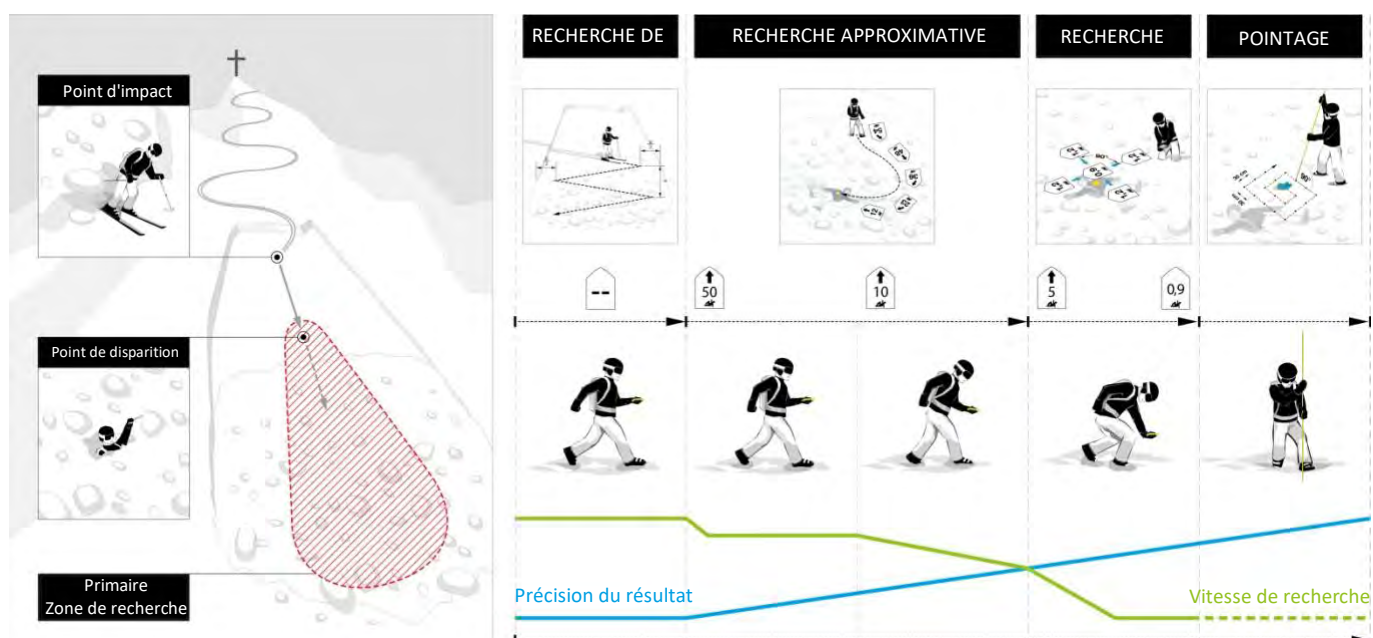 Point d'impact
Point de disparition
Primaire
Zone de recherche
RECHERCHE DE
RECHERCHE APPROXIMATIVE
RECHERCHE
POINTAGE
--
50
10
5
0,9
Précision du résultat
Vitesse de recherche